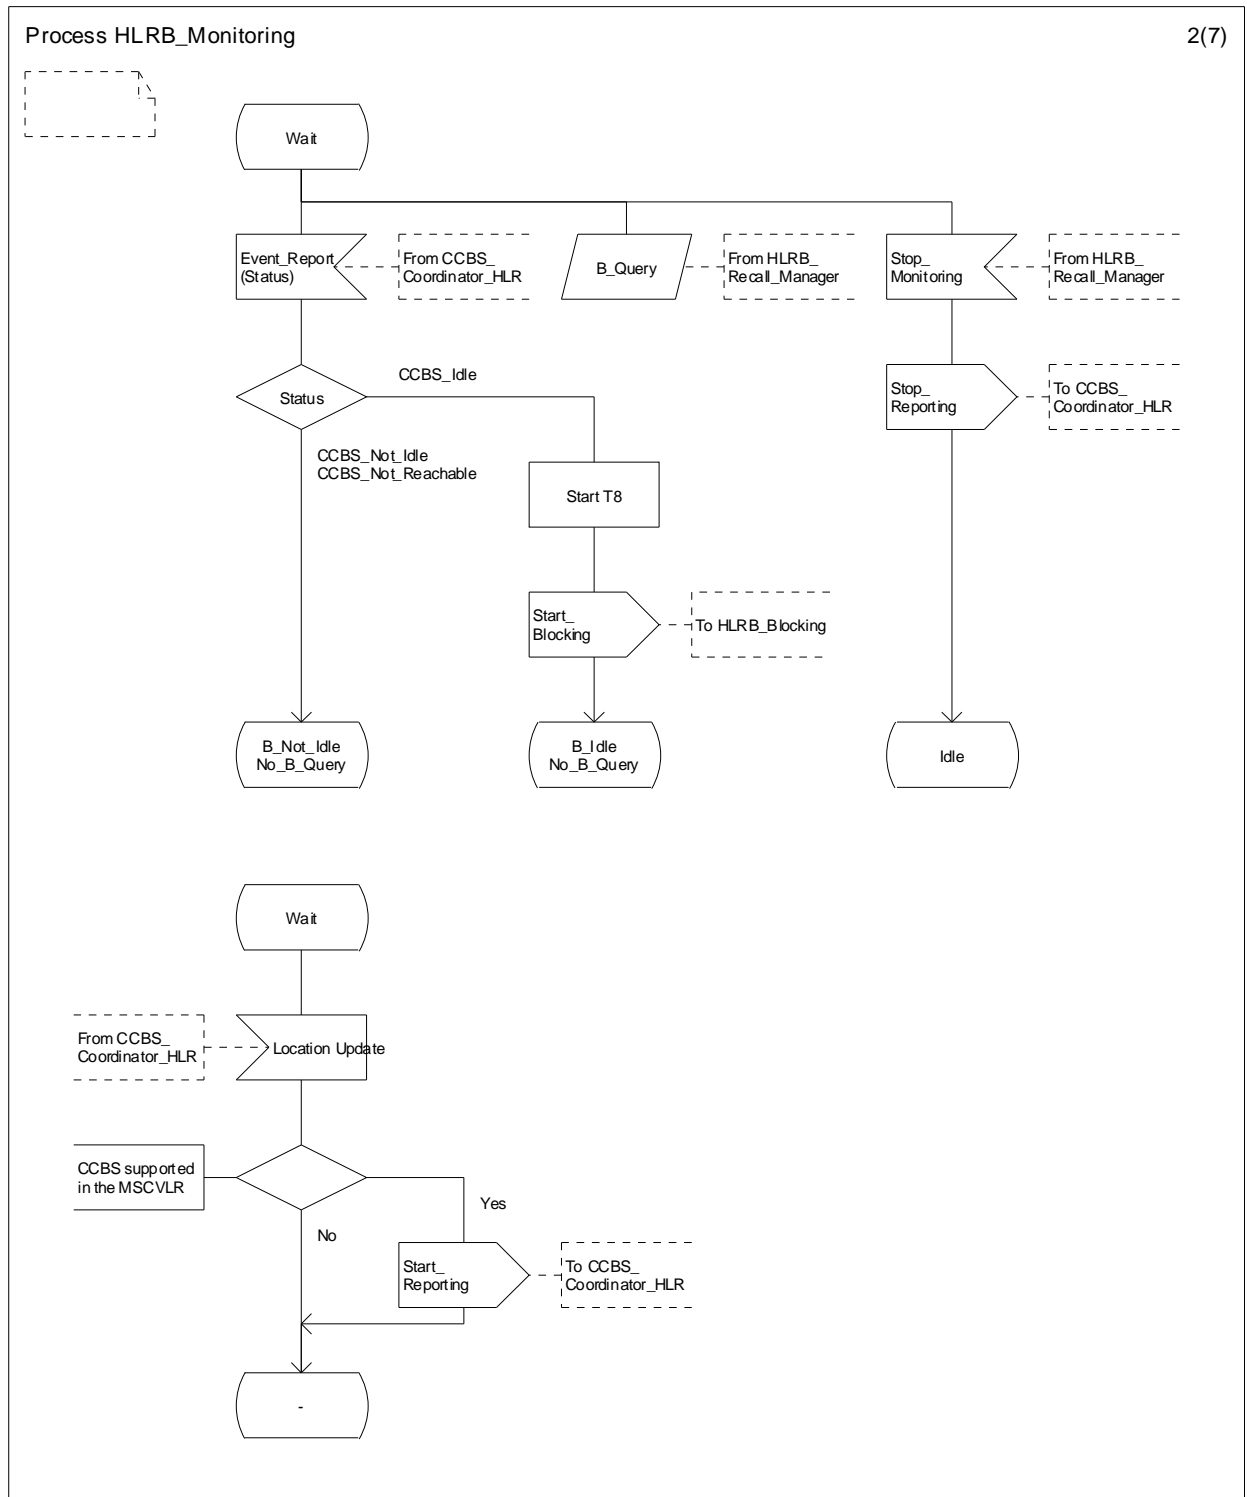 Process HLRB_Monitoring
2(7)
Wait
Event_Report
(Status)
From CCBS_
Coordinator_HLR
B_Query
From HLRB_
Recall_Manager
Stop_
Monitoring
From HLRB_
Recall_Manager
Status
CCBS_Idle
Stop_
Reporting
To CCBS_
Coordinator_HLR
CCBS_Not_Idle
CCBS_Not_Reachable
Start T8
Start_
Blocking
To HLRB_Blocking
B_Not_Idle
No_B_Query
B_Idle
No_B_Query
Idle
Wait
From CCBS_
Coordinator_HLR
Location Update
CCBS supported
in the MSCVLR
Yes
No
Start_
Reporting
To CCBS_
Coordinator_HLR
-